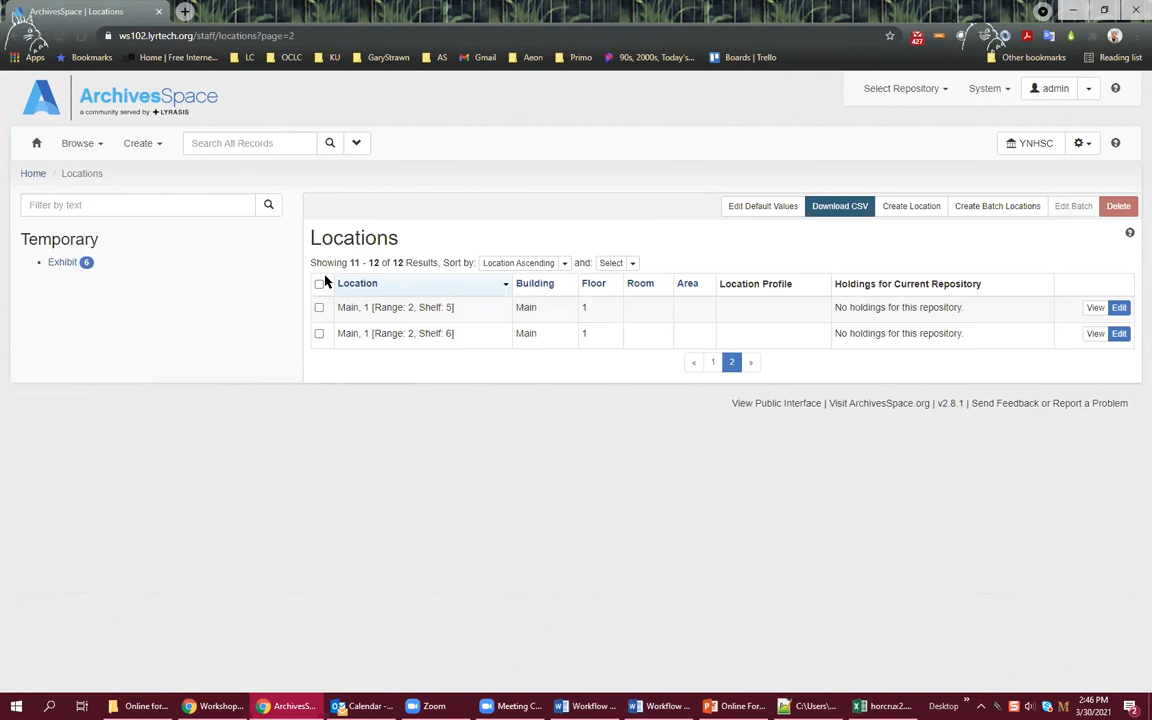 ArchivesSpace | Locations
ws102.lyrtech.org/staff/locations?page=2
427
Apps Bookmarks Home | Free Interne... LC OCLC KU GaryStrawn AS Gmail Aeon Primo 90s, 2000s, Today's... Boards | Trello Other bookmarks Reading list
ArchivesSpace
a community served by LYRASIS
Select Repository System admin
Browse Create Search All Records YNHSC
Home / Locations
Filter by text
Edit Default Values Download CSV Create Location Create Batch Locations Edit Batch Delete
Temporary
Exhibit 6
Locations
Showing 11 - 12 of 12 Results, Sort by: Location Ascending and: Select
Location Building Floor Room Area Location Profile Holdings for Current Repository
Main, 1 [Range: 2, Shelf: 5] Main 1 No holdings for this repository. View Edit
Main, 1 [Range: 2, Shelf: 6] Main 1 No holdings for this repository. View Edit
« 1 2 »
View Public Interface | Visit ArchivesSpace.org | v2.8.1 | Send Feedback or Report a Problem
Online for... Workshop... ArchivesS... Calendar -... Zoom Meeting C... Workflow ... Workflow ... Online For... C:\Users\... horcrux2.... Desktop » 2:46 PM
3/30/2021
2